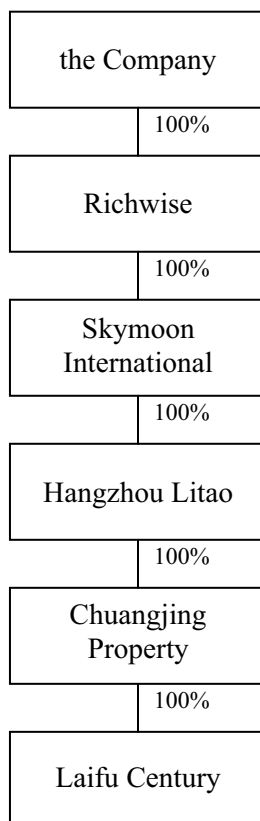 the Company
100%
Richwise
100%
Skymoon
International
100%
Hangzhou Litao
100%
Chuangjing
Property
100%
Laifu Century